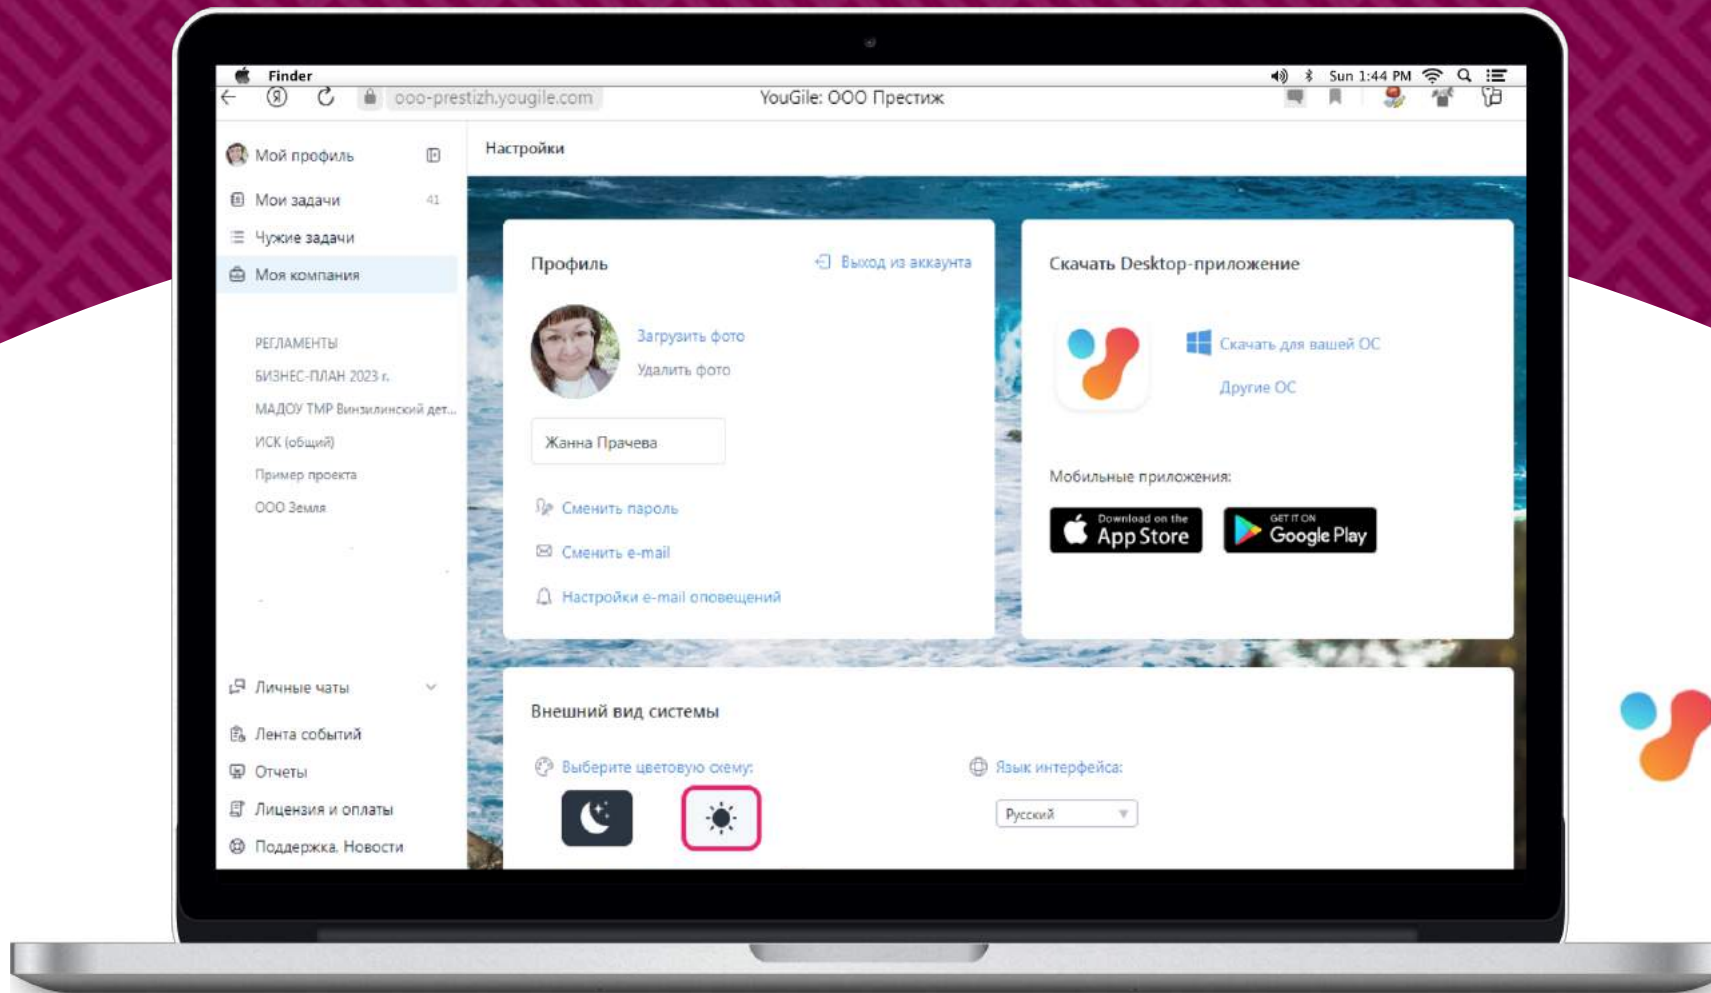 Finder
Sun 1:44 PM
ooo-prestizh.yougile.com
YouGile: ООО Престиж
Мой профиль
Настройки
Мои задачи 41
Чужие задачи
Моя компания
РЕГЛАМЕНТЫ
БИЗНЕС-ПЛАН 2023 г.
МАДОУ ТМР Винзилинский дет...
ИСК (общий)
Пример проекта
ООО Земля
Личные чаты
Лента событий
Отчеты
Лицензия и оплаты
Поддержка. Новости
Профиль
Выход из аккаунта
Загрузить фото
Удалить фото
Жанна Прачева
Сменить пароль
Сменить e-mail
Настройки e-mail оповещений
Скачать Desktop-приложение
Скачать для вашей ОС
Другие ОС
Мобильные приложения:
Download on the
App Store
GET IT ON
Google Play
Внешний вид системы
Выберите цветовую схему:
Язык интерфейса:
Русский